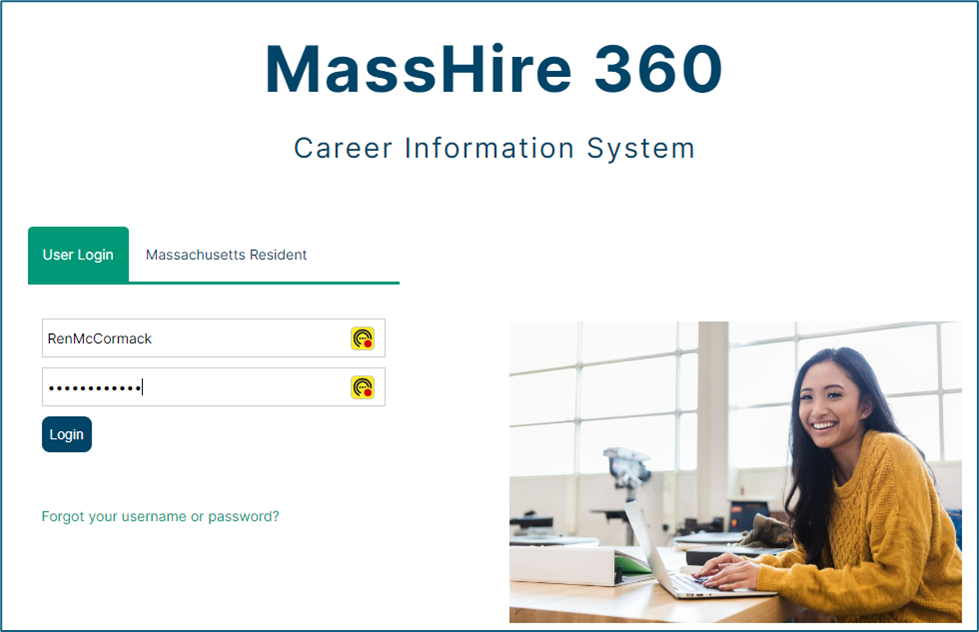 MassHire 360
Career Information System
User Login
Massachusetts Resident
RenMcCormack
••••••••••••
Login
Forgot your username or password?